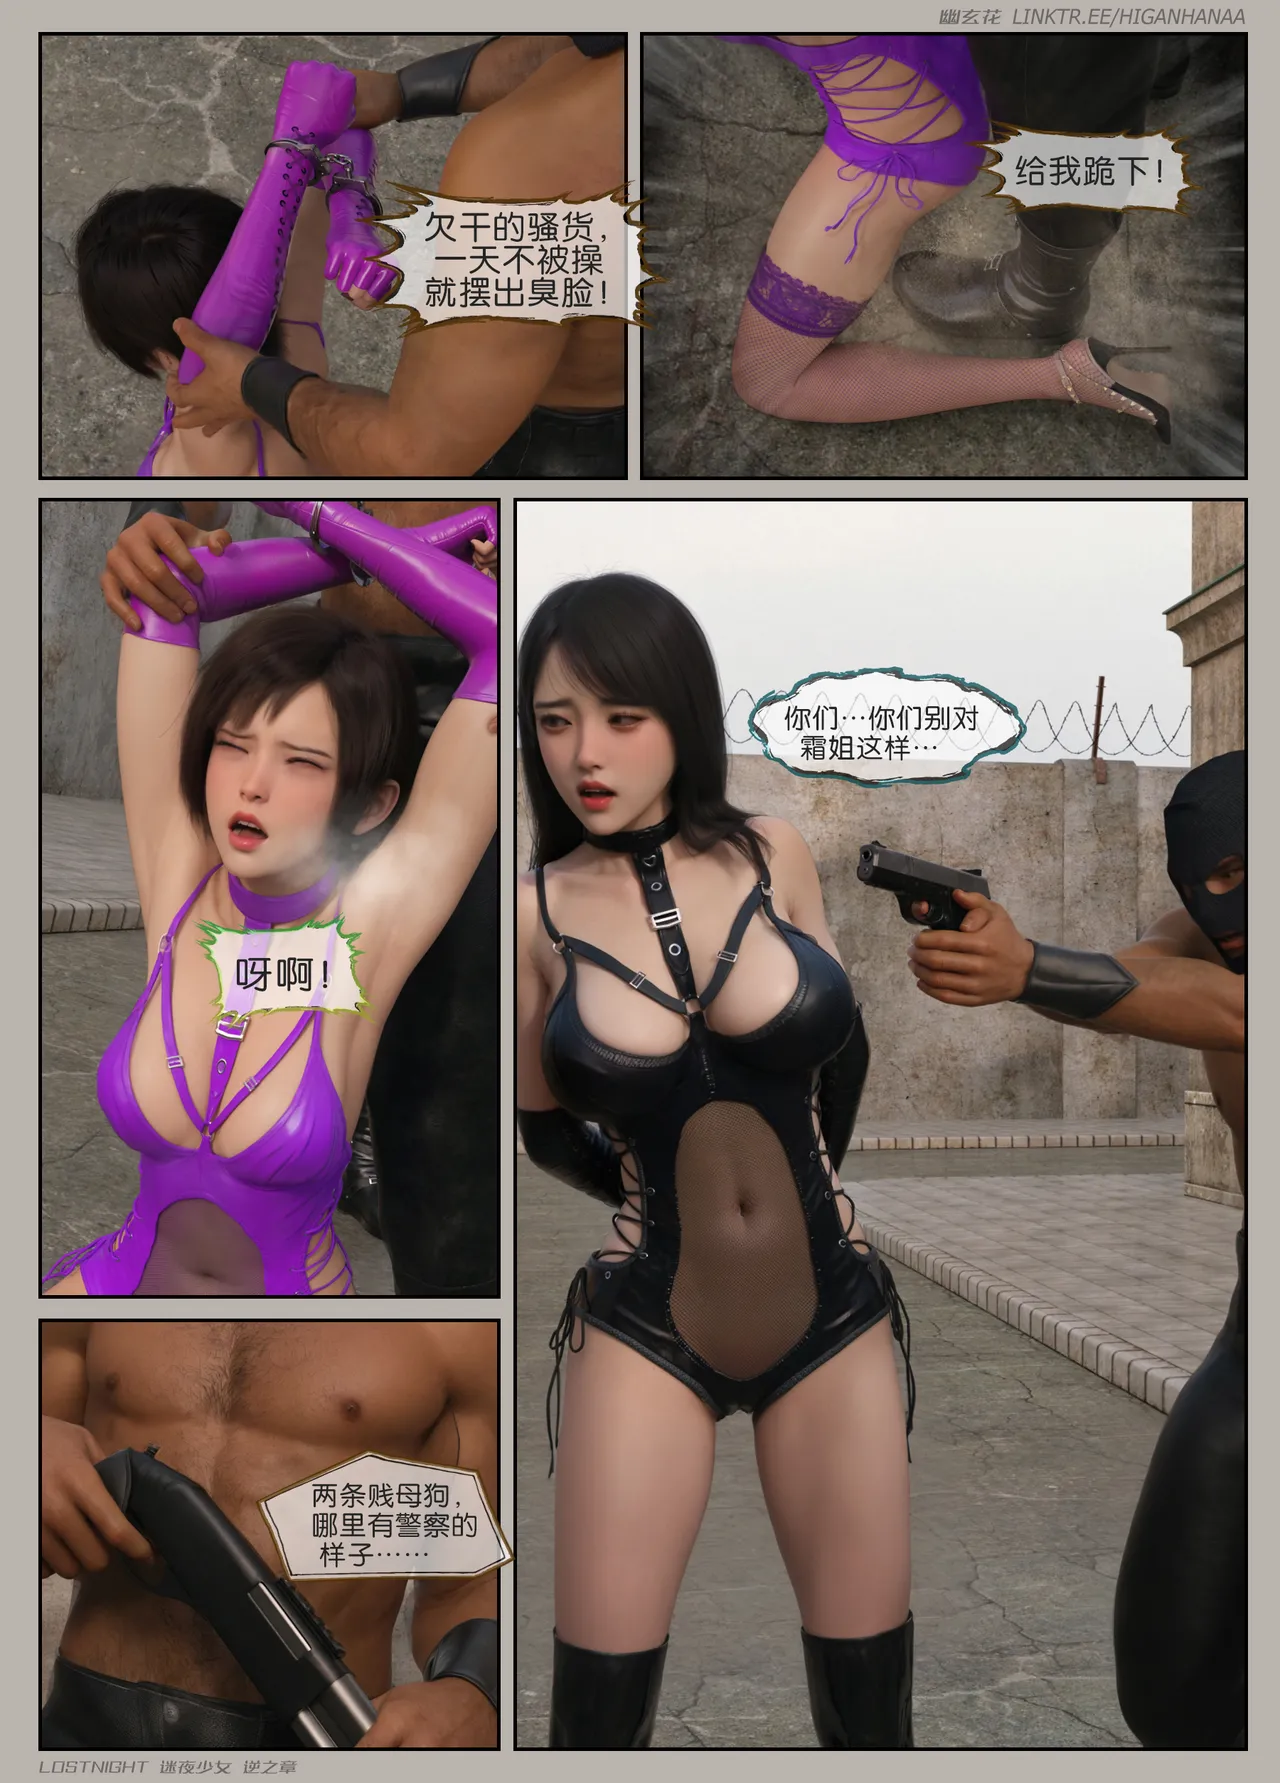 幽玄花 LINKTR.EE/HIGANHANAA
欠干的骚货，
一天不被操
就摆出臭脸！
给我跪下！
呀啊！
你们…你们别对
霜姐这样…
两条贱母狗，
哪里有警察的
样子……
LOSTNIGHT 迷夜少女 逆之章